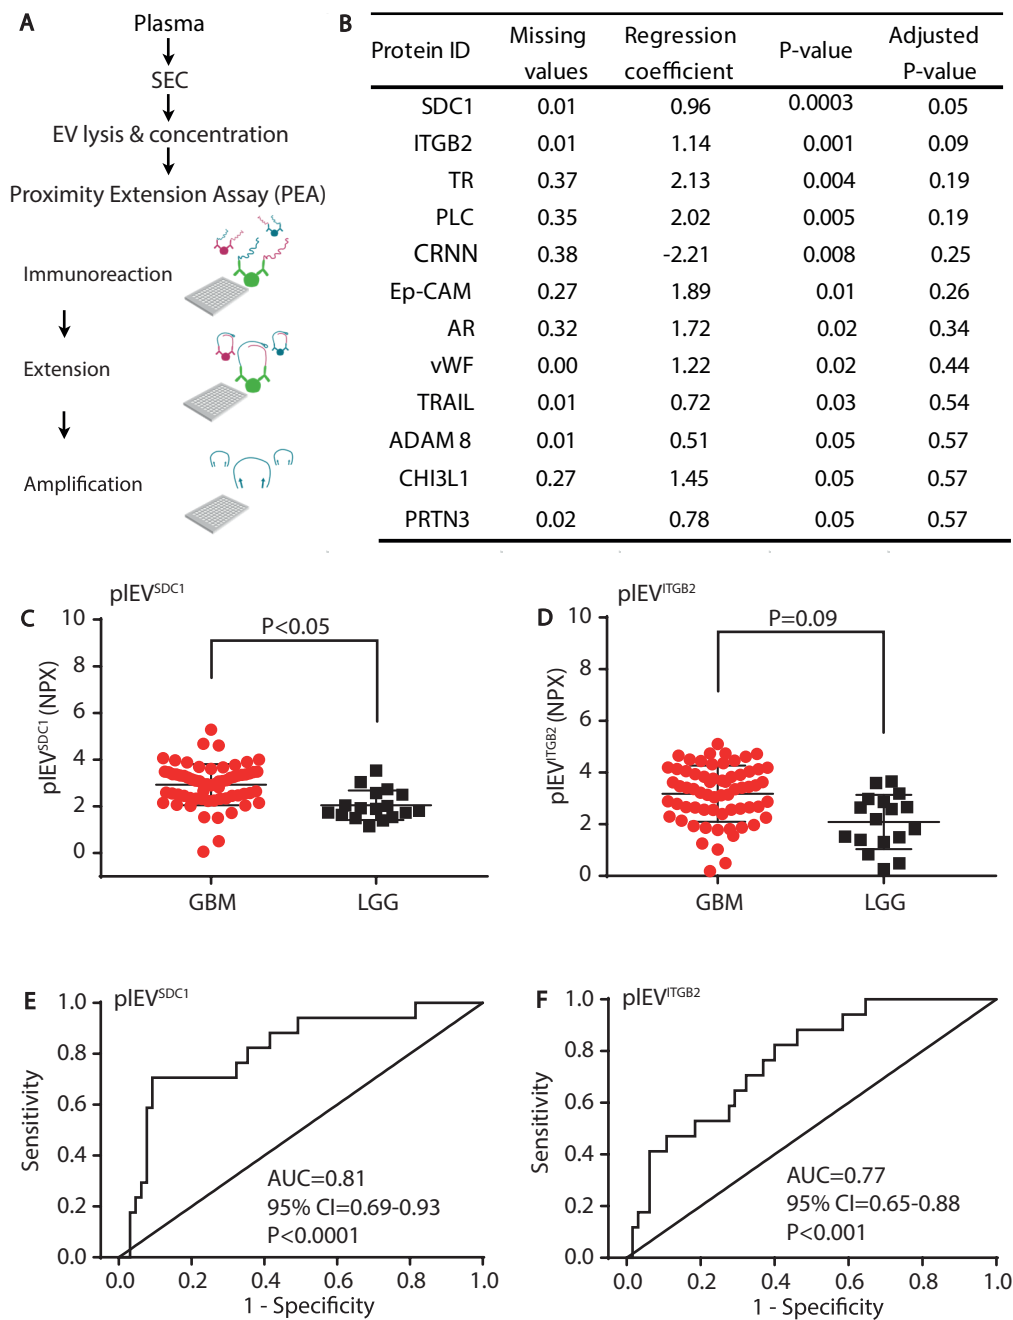 A
Plasma
SEC
EV lysis & concentration
Proximity Extension Assay (PEA)
Immunoreaction
Extension
Amplification
B
Protein ID Missing values Regression coefficient P-value Adjusted P-value
SDC1 0.01 0.96 0.0003 0.05
ITGB2 0.01 1.14 0.001 0.09
TR 0.37 2.13 0.004 0.19
PLC 0.35 2.02 0.005 0.19
CRNN 0.38 -2.21 0.008 0.25
Ep-CAM 0.27 1.89 0.01 0.26
AR 0.32 1.72 0.02 0.34
vWF 0.00 1.22 0.02 0.44
TRAIL 0.01 0.72 0.03 0.54
ADAM 8 0.01 0.51 0.05 0.57
CHI3L1 0.27 1.45 0.05 0.57
PRTN3 0.02 0.78 0.05 0.57
C
plEV^SDC1
plEV^SDC1 (NPX)
10
8
6
4
2
0
P<0.05
GBM LGG
D
plEV^ITGB2
plEV^ITGB2 (NPX)
10
8
6
4
2
0
P=0.09
GBM LGG
E
plEV^SDC1
Sensitivity
1.0
0.8
0.6
0.4
0.2
0.0
AUC=0.81
95% CI=0.69-0.93
P<0.0001
0.0 0.2 0.4 0.6 0.8 1.0
1 - Specificity
F
plEV^ITGB2
Sensitivity
1.0
0.8
0.6
0.4
0.2
0.0
AUC=0.77
95% CI=0.65-0.88
P<0.001
0.0 0.2 0.4 0.6 0.8 1.0
1 - Specificity